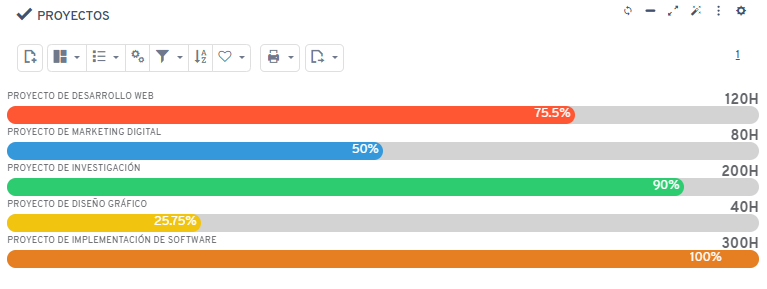 PROYECTOS
1
PROYECTO DE DESARROLLO WEB 120H
75.5%
PROYECTO DE MARKETING DIGITAL 80H
50%
PROYECTO DE INVESTIGACIÓN 200H
90%
PROYECTO DE DISEÑO GRÁFICO 40H
25.75%
PROYECTO DE IMPLEMENTACIÓN DE SOFTWARE 300H
100%